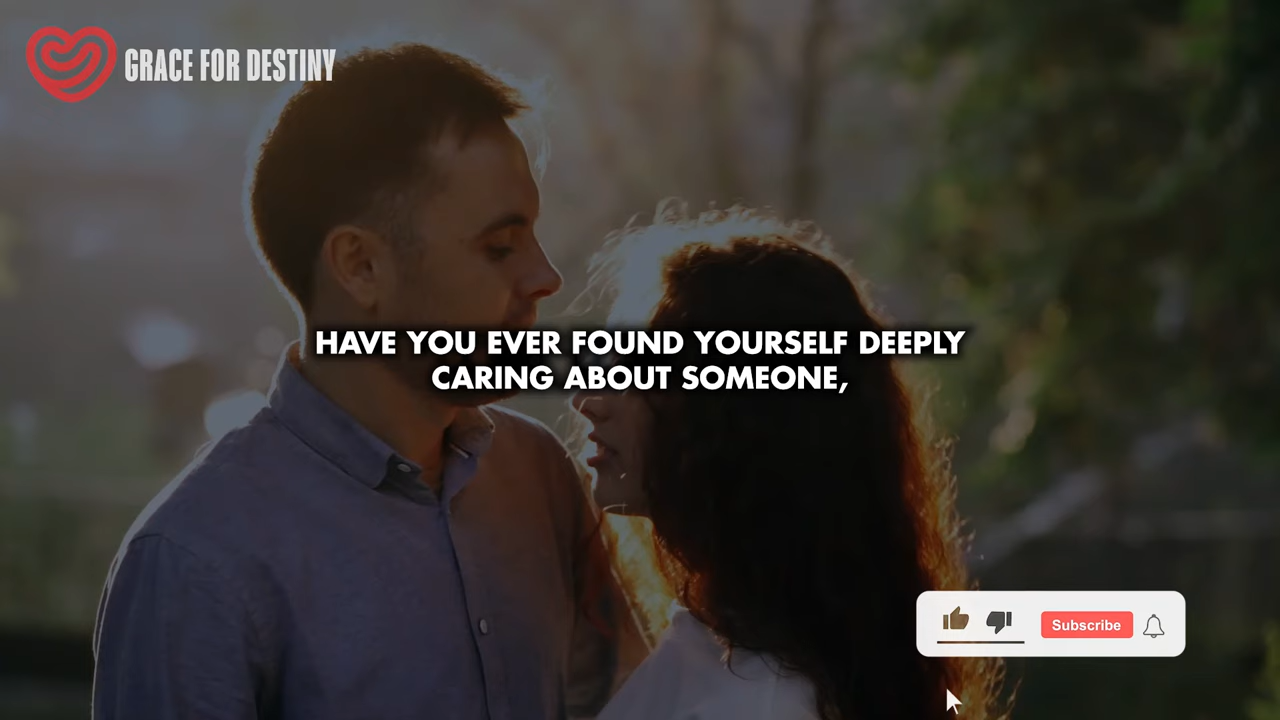 GRACE FOR DESTINY
HAVE YOU EVER FOUND YOURSELF DEEPLY
CARING ABOUT SOMEONE,
Subscribe